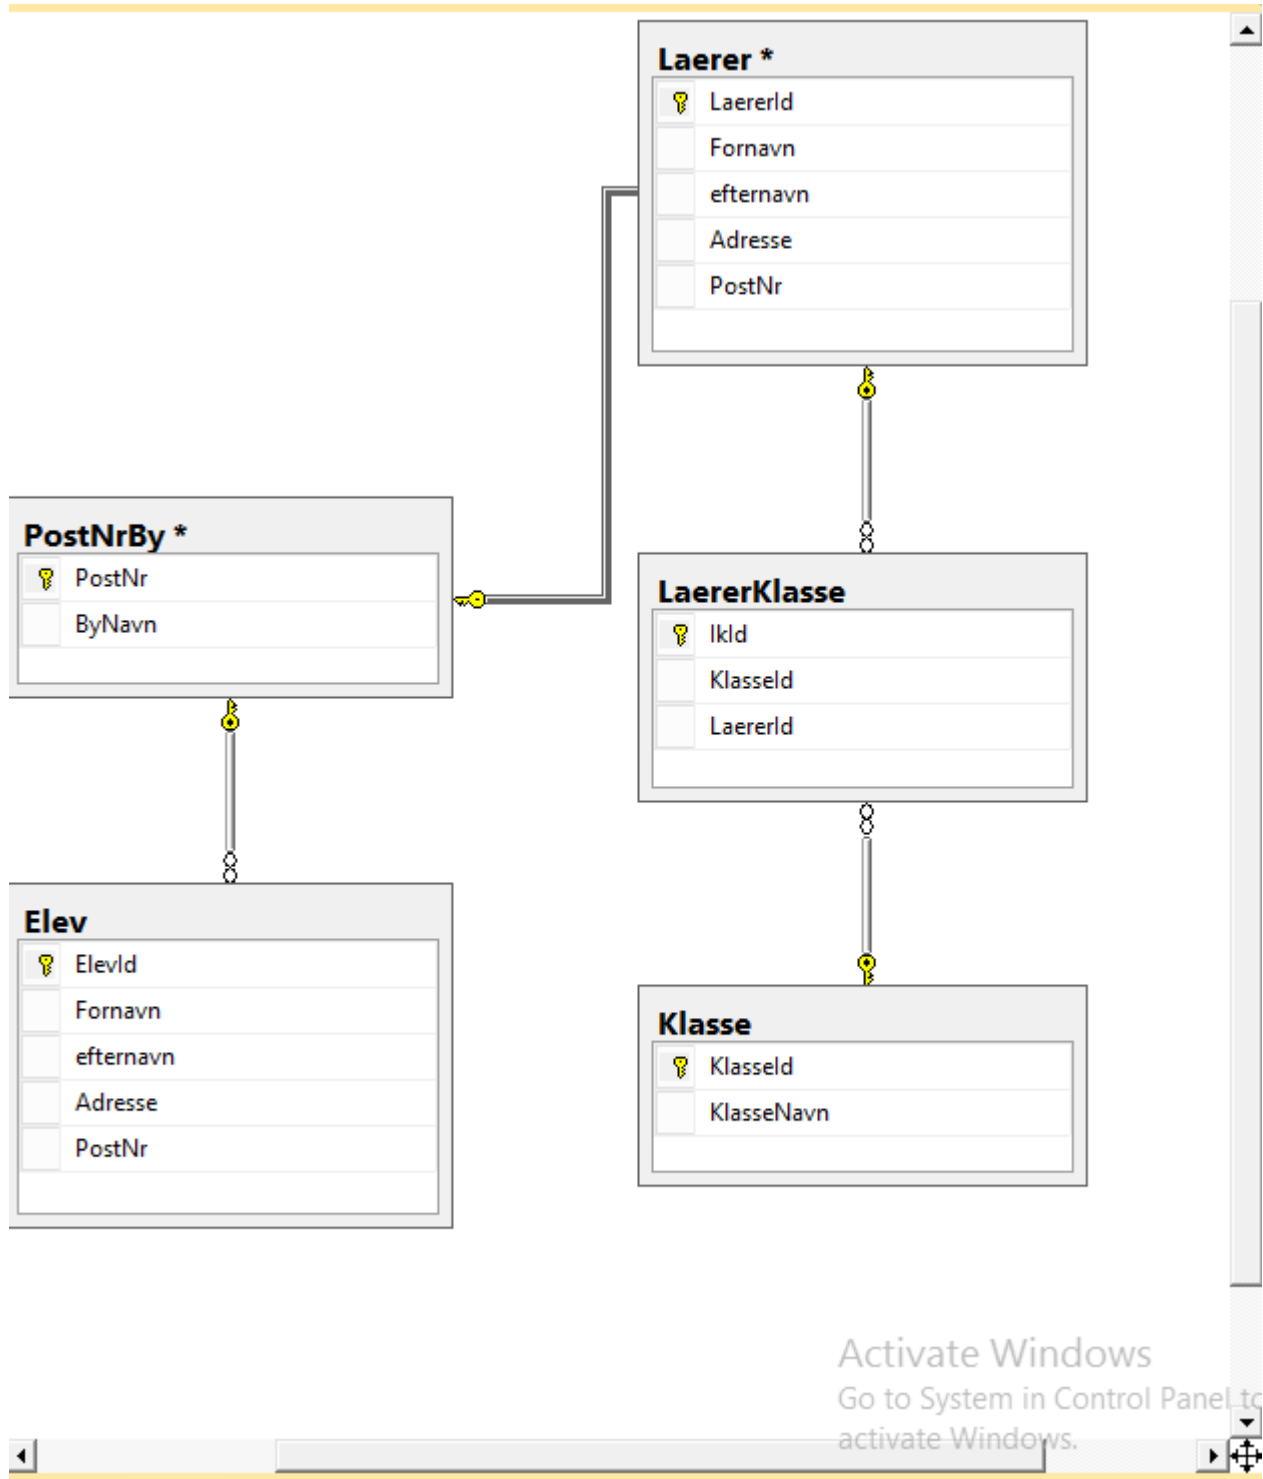 Laerer *
LaererId
Fornavn
efternavn
Adresse
PostNr
PostNrBy *
PostNr
ByNavn
LaererKlasse
lkId
KlasseId
LaererId
Elev
ElevId
Fornavn
efternavn
Adresse
PostNr
Klasse
KlasseId
KlasseNavn
Activate Windows
Go to System in Control Panel to
activate Windows.